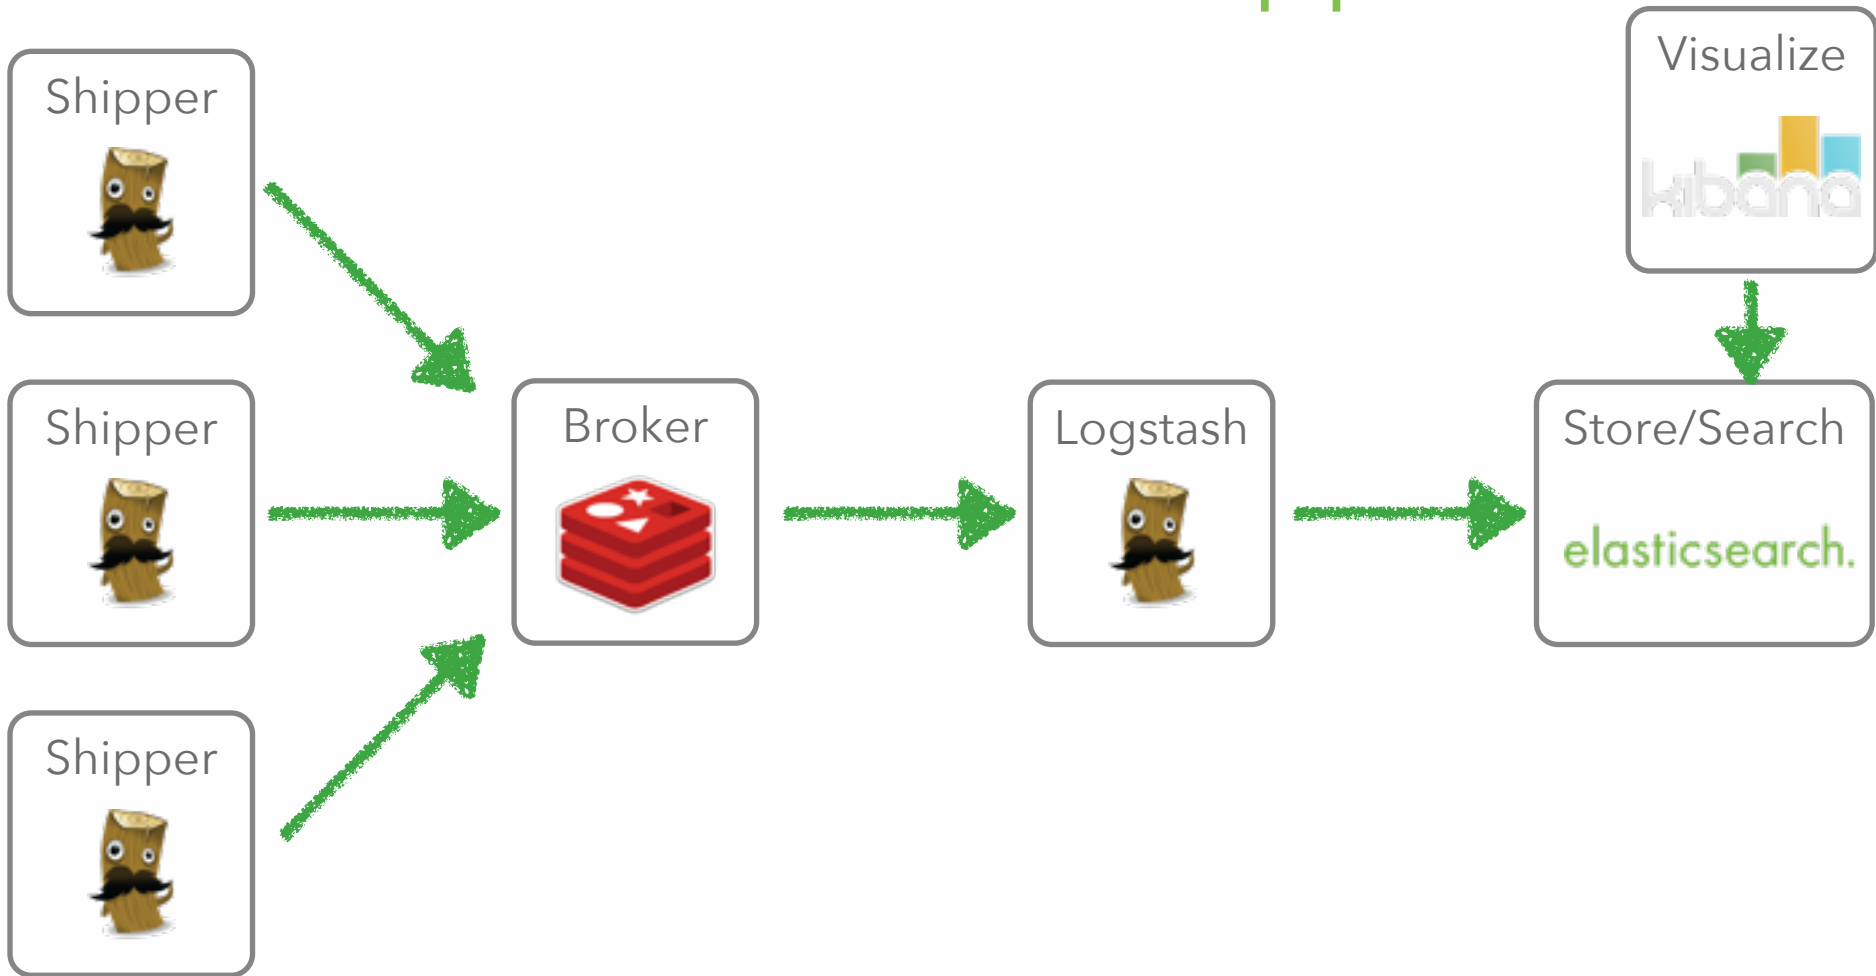 Visualize
kibana
Shipper
Shipper
Broker
Logstash
Store/Search
elasticsearch.
Shipper